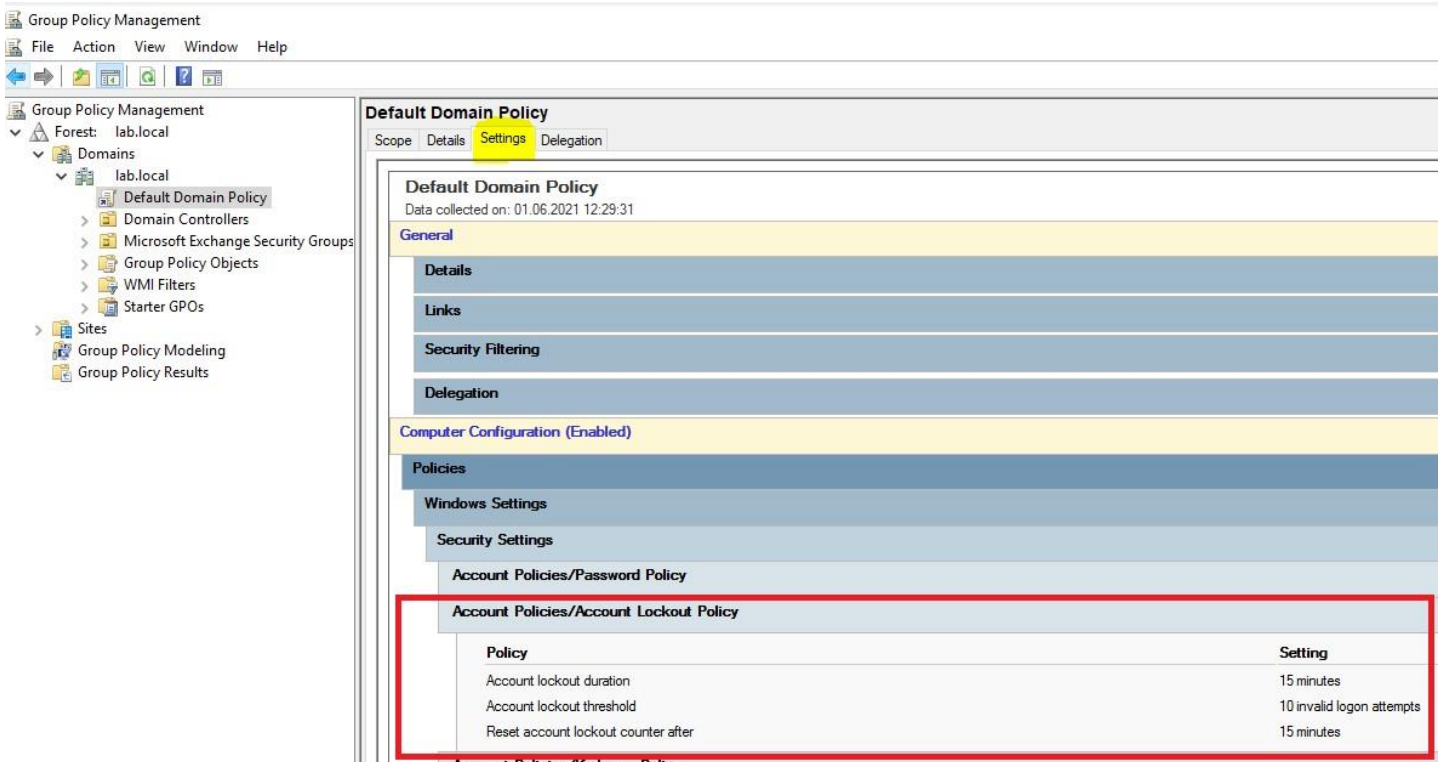 Group Policy Management
File Action View Window Help
Group Policy Management
Forest: lab.local
Domains
lab.local
Default Domain Policy
Domain Controllers
Microsoft Exchange Security Groups
Group Policy Objects
WMI Filters
Starter GPOs
Sites
Group Policy Modeling
Group Policy Results
Default Domain Policy
Scope Details Settings Delegation
Default Domain Policy
Data collected on: 01.06.2021 12:29:31
General
Details
Links
Security Filtering
Delegation
Computer Configuration (Enabled)
Policies
Windows Settings
Security Settings
Account Policies/Password Policy
Account Policies/Account Lockout Policy
Policy Setting
Account lockout duration 15 minutes
Account lockout threshold 10 invalid logon attempts
Reset account lockout counter after 15 minutes